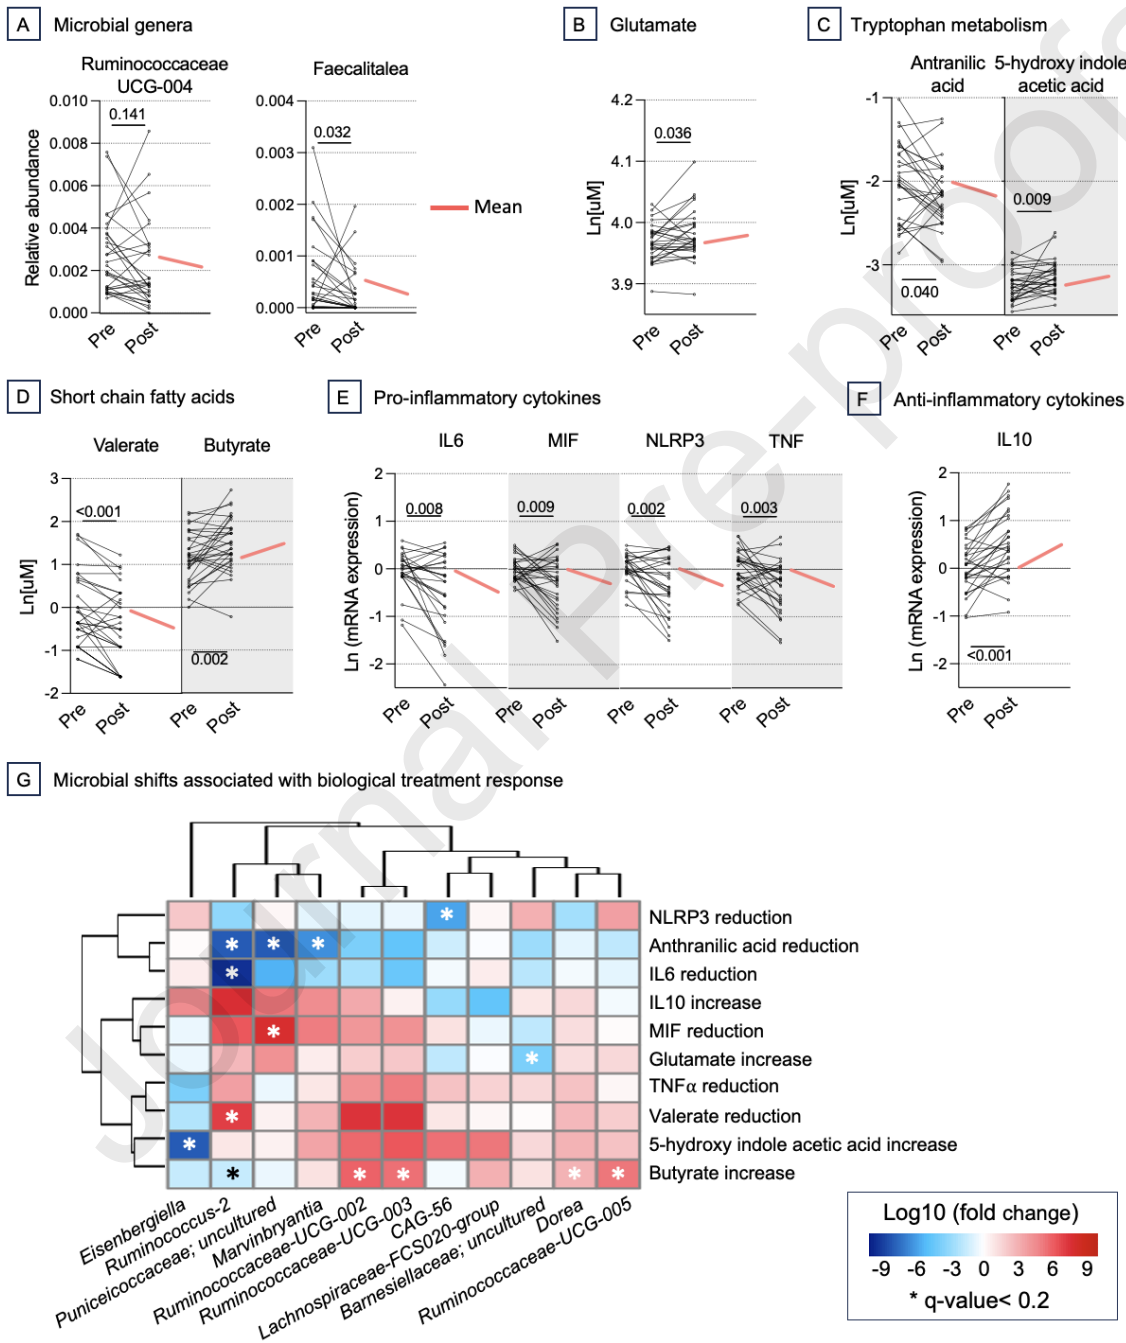 A Microbial genera
Ruminococcaceae
UCG-004
Faecalitalea
Relative abundance
0.010
0.008
0.006
0.004
0.002
0.000
0.141
Pre
Post
0.004
0.003
0.002
0.001
0.000
0.032
Pre
Post
Mean
B Glutamate
Ln[uM]
4.2
4.1
4.0
3.9
0.036
Pre
Post
C Tryptophan metabolism
Antranilic
acid
5-hydroxy indole
acetic acid
Ln[uM]
-1
-2
-3
0.040
0.009
Pre
Post
Pre
Post
D Short chain fatty acids
Valerate
Butyrate
Ln[uM]
3
2
1
0
-1
-2
<0.001
0.002
Pre
Post
Pre
Post
E Pro-inflammatory cytokines
IL6
MIF
NLRP3
TNF
Ln (mRNA expression)
2
1
0
-1
-2
0.008
0.009
0.002
0.003
Pre
Post
Pre
Post
Pre
Post
Pre
Post
F Anti-inflammatory cytokines
IL10
Ln (mRNA expression)
2
1
0
-1
-2
<0.001
Pre
Post
G Microbial shifts associated with biological treatment response
* NLRP3 reduction
* * * Anthranilic acid reduction
* IL6 reduction
IL10 increase
* MIF reduction
* Glutamate increase
TNFα reduction
* Valerate reduction
* 5-hydroxy indole acetic acid increase
* * * * * Butyrate increase
Eisenbergiella
Ruminococcus-2
Puniceicoccaceae; uncultured
Marvinbryantia
Ruminococcaceae-UCG-002
Ruminococcaceae-UCG-003
CAG-56
Lachnospiraceae-FCS020-group
Barnesiellaceae; uncultured
Dorea
Ruminococcaceae-UCG-005
Log10 (fold change)
-9 -6 -3 0 3 6 9
* q-value< 0.2
Journal Pre-proofs